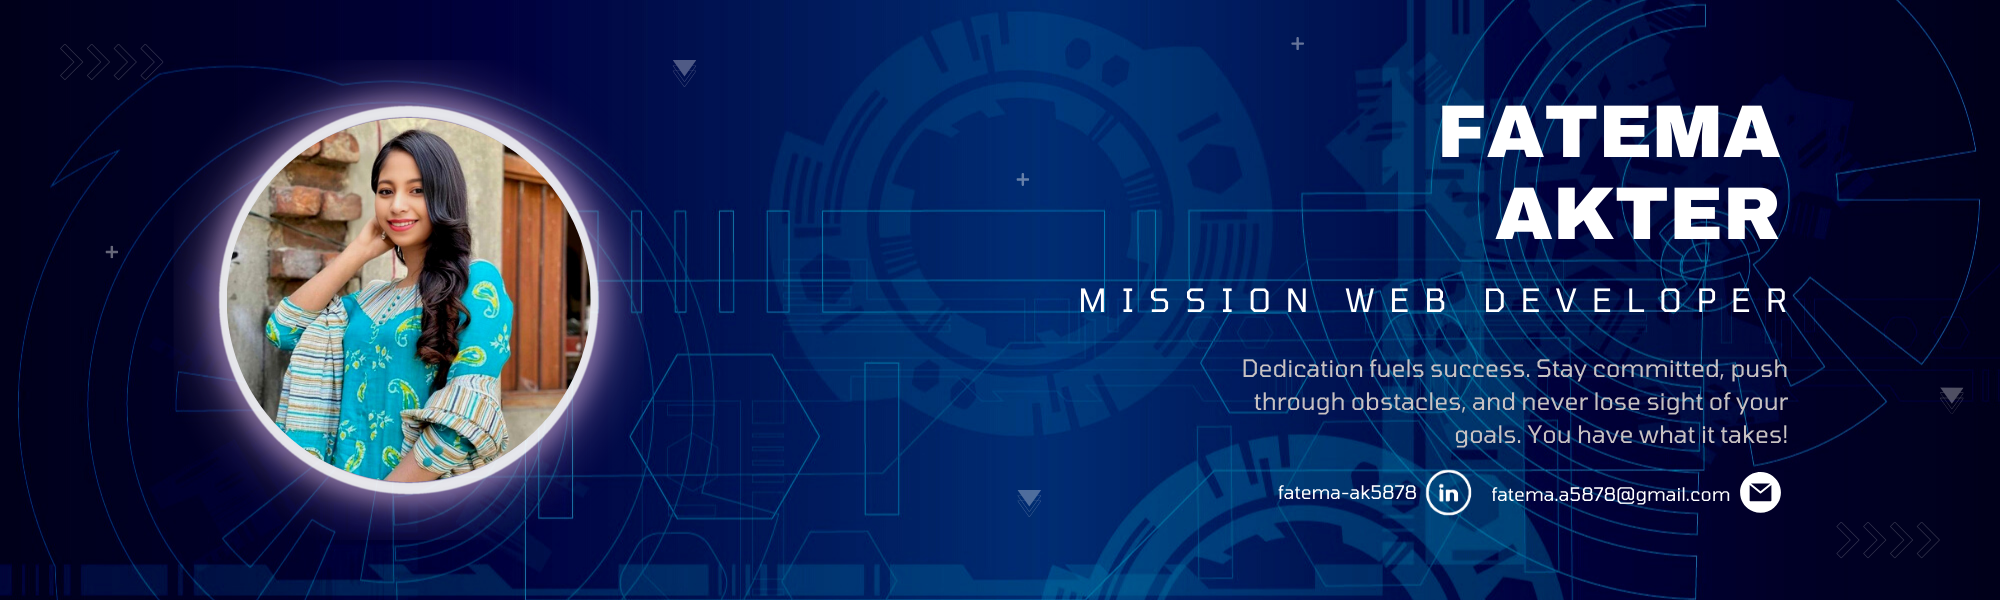 FATEMA
AKTER
MISSION WEB DEVELOPER
Dedication fuels success. Stay committed, push
through obstacles, and never lose sight of your
goals. You have what it takes!
fatema-ak5878 in fatema.a5878@gmail.com